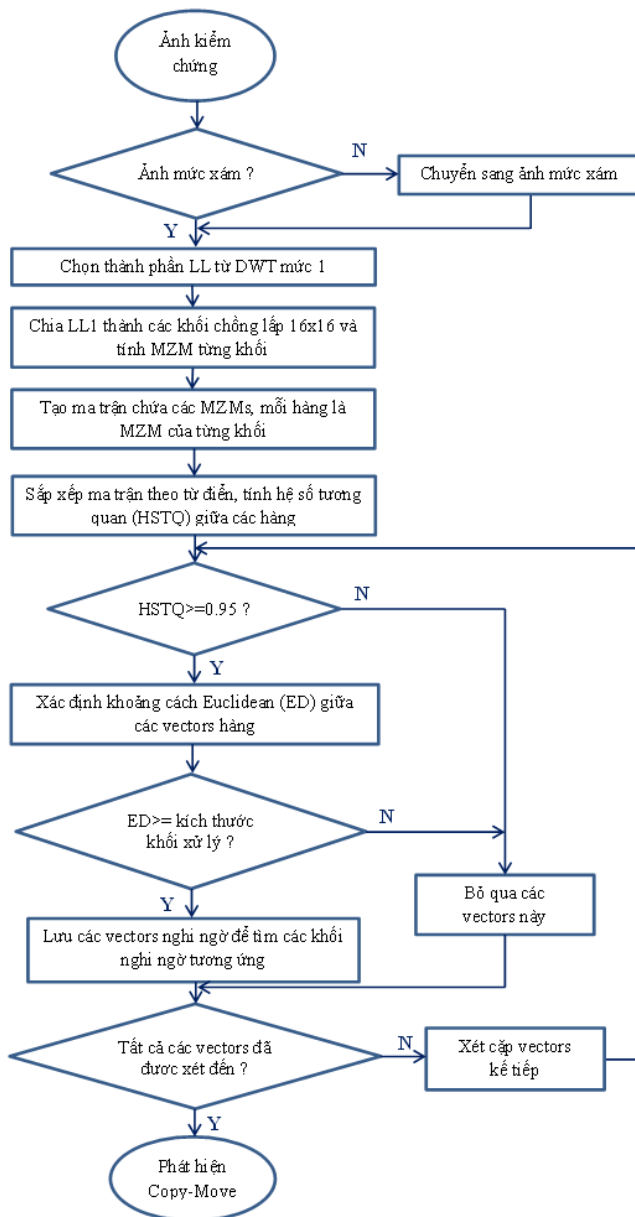 Ảnh kiểm
chứng
Ảnh mức xám ?
N
Chuyển sang ảnh mức xám
Y
Chọn thành phần LL từ DWT mức 1
Chia LL1 thành các khối chồng lấp 16x16 và
tính MZM từng khối
Tạo ma trận chứa các MZMs, mỗi hàng là
MZM của từng khối
Sắp xếp ma trận theo từ điển, tính hệ số tương
quan (HSTQ) giữa các hàng
HSTQ>=0.95 ?
N
Y
Xác định khoảng cách Euclidean (ED) giữa
các vectors hàng
ED>= kích thước
khối xử lý ?
N
Y
Bỏ qua các
vectors này
Lưu các vectors nghi ngờ để tìm các khối
nghi ngờ tương ứng
Tất cả các vectors đã
được xét đến ?
N
Xét cặp vectors
kế tiếp
Y
Phát hiện
Copy-Move